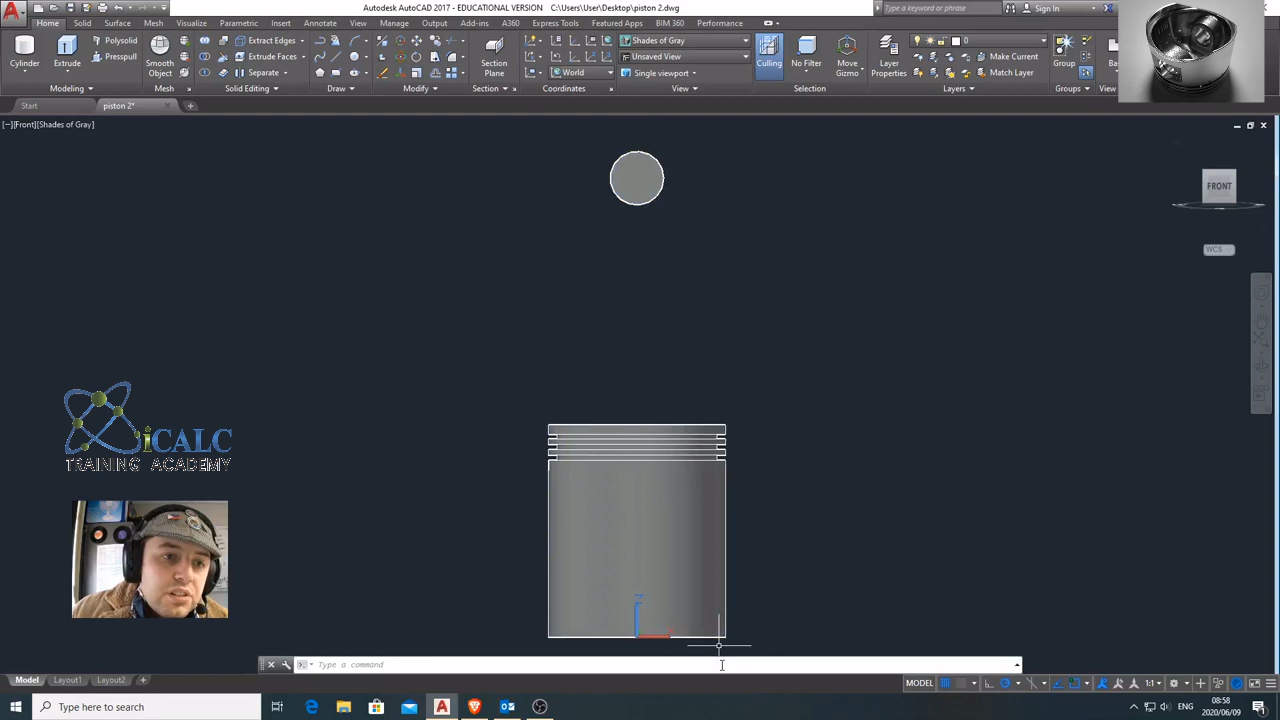 Autodesk AutoCAD 2017 - EDUCATIONAL VERSION C:\Users\User\Desktop\piston 2.dwg
Type a keyword or phrase
Sign In
Home Solid Surface Mesh Visualize Parametric Insert Annotate View Manage Output Add-ins A360 Express Tools Featured Apps BIM 360 Performance
Cylinder
Extrude
Polysolid
Presspull
Smooth
Object
Extract Edges
Extrude Faces
Separate
Section
Plane
World
Shades of Gray
Unsaved View
Single viewport
Culling
No Filter
Move
Gizmo
Layer
Properties
0
Make Current
Match Layer
Group
Modeling Mesh Solid Editing Draw Modify Section Coordinates View Selection Layers Groups View
Start piston 2*
[−][Front][Shades of Gray]
FRONT
WCS
iCALC
TRAINING ACADEMY
Z
Type a command
Model Layout1 Layout2
MODEL
1:1
Type here to search
ENG
08:58
2020/06/09